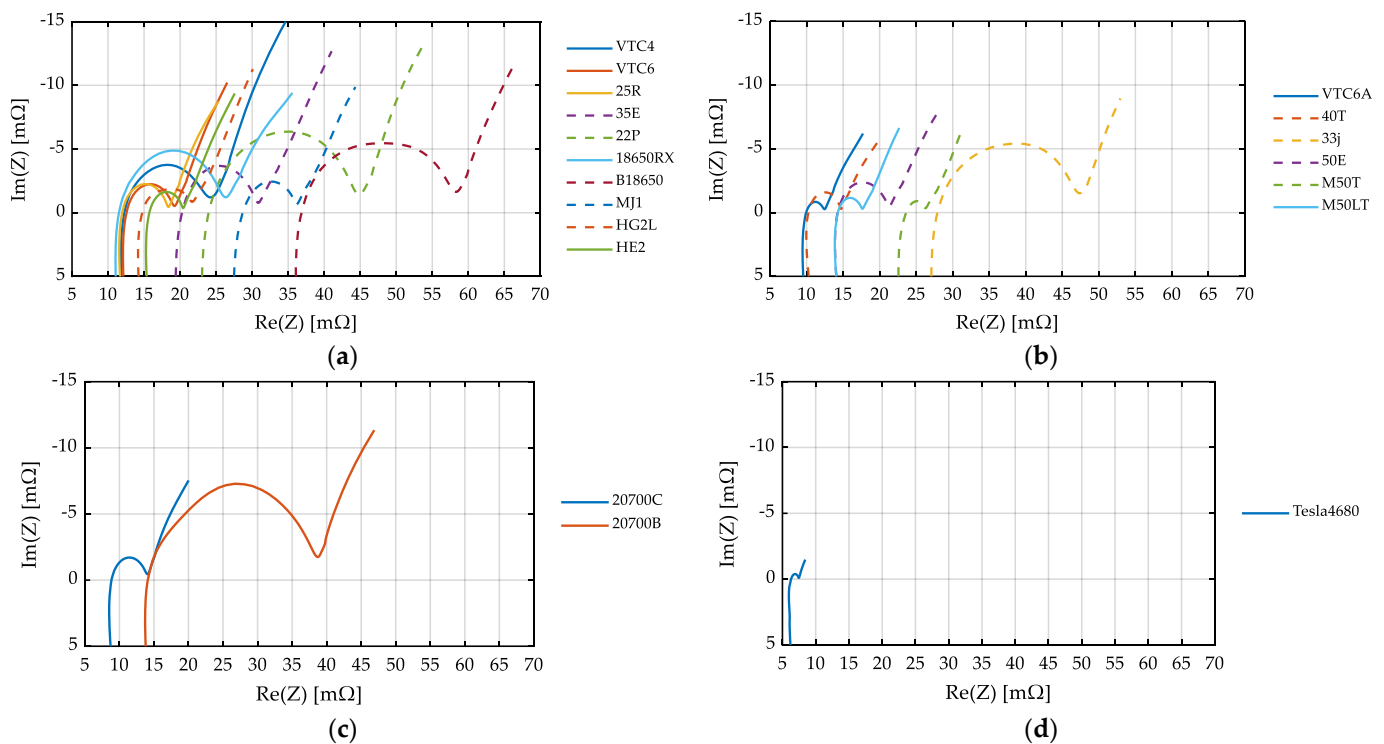 -15
-10
-5
0
5
Im(Z) [mΩ]
5 10 15 20 25 30 35 40 45 50 55 60 65 70
Re(Z) [mΩ]
VTC4
VTC6
25R
35E
22P
18650RX
B18650
MJ1
HG2L
HE2
(a)
-15
-10
-5
0
5
Im(Z) [mΩ]
5 10 15 20 25 30 35 40 45 50 55 60 65 70
Re(Z) [mΩ]
VTC6A
40T
33j
50E
M50T
M50LT
(b)
-15
-10
-5
0
5
Im(Z) [mΩ]
5 10 15 20 25 30 35 40 45 50 55 60 65 70
Re(Z) [mΩ]
20700C
20700B
(c)
-15
-10
-5
0
5
Im(Z) [mΩ]
5 10 15 20 25 30 35 40 45 50 55 60 65 70
Re(Z) [mΩ]
Tesla4680
(d)